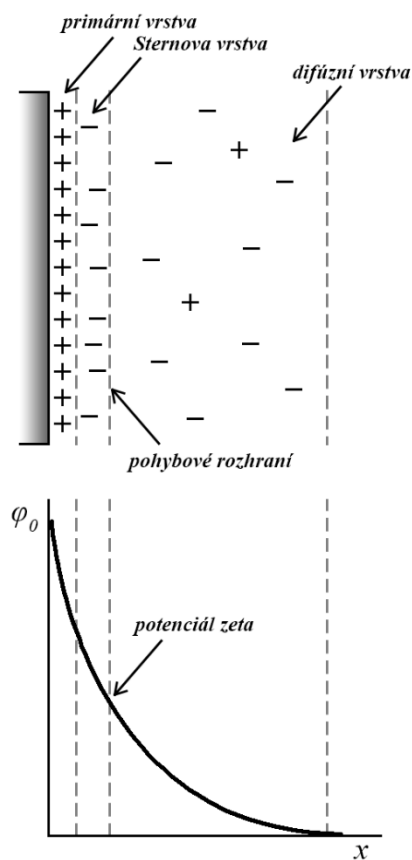 primární vrstva
Sternova vrstva
difúzní vrstva
pohybové rozhraní
φ₀
potenciál zeta
x